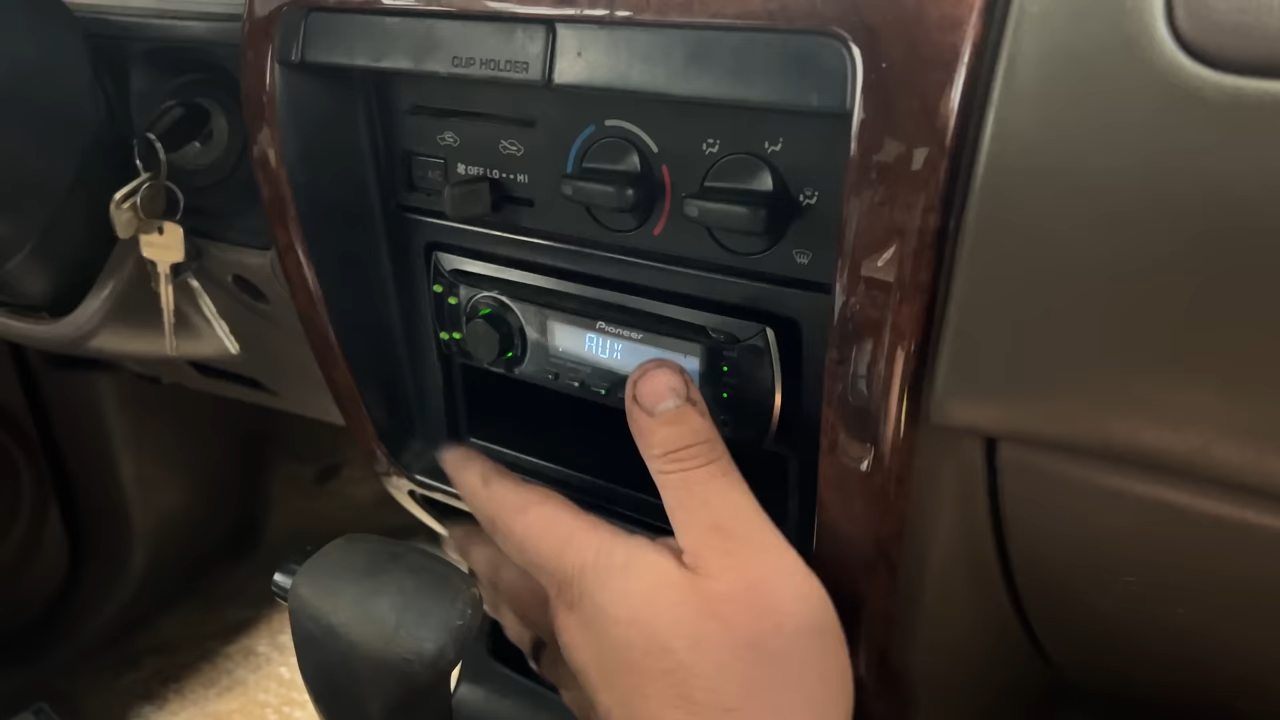 CUP HOLDER
A/C
OFF LO •• HI
Pioneer
AUX